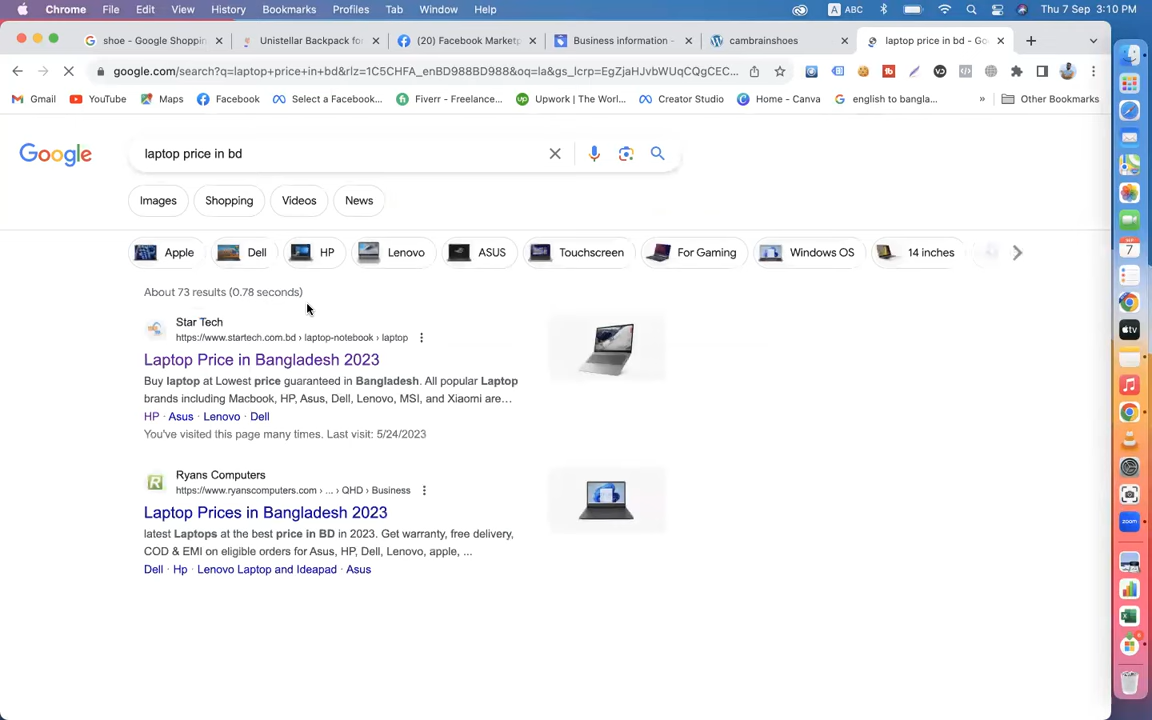 Chrome File Edit View History Bookmarks Profiles Tab Window Help A ABC Thu 7 Sep 3:10 PM
shoe - Google Shoppin
Unistellar Backpack fo
(20) Facebook Marketp
Business information -
cambrainshoes
laptop price in bd - Go
google.com/search?q=laptop+price+in+bd&rlz=1C5CHFA_enBD988BD988&oq=la&gs_lcrp=EgZjaHJvbWUqCQgCEC...
Gmail YouTube Maps Facebook Select a Facebook... Fiverr - Freelance... Upwork | The Worl... Creator Studio Home - Canva english to bangla... » Other Bookmarks
Google
laptop price in bd
Images Shopping Videos News
Apple Dell HP Lenovo ASUS Touchscreen For Gaming Windows OS 14 inches
About 73 results (0.78 seconds)
Star Tech
https://www.startech.com.bd › laptop-notebook › laptop
Laptop Price in Bangladesh 2023
Buy laptop at Lowest price guaranteed in Bangladesh. All popular Laptop
brands including Macbook, HP, Asus, Dell, Lenovo, MSI, and Xiaomi are...
HP · Asus · Lenovo · Dell
You've visited this page many times. Last visit: 5/24/2023
R
Ryans Computers
https://www.ryanscomputers.com › ... › QHD › Business
Laptop Prices in Bangladesh 2023
latest Laptops at the best price in BD in 2023. Get warranty, free delivery,
COD & EMI on eligible orders for Asus, HP, Dell, Lenovo, apple, ...
Dell · Hp · Lenovo Laptop and Ideapad · Asus
7
tv
zoom